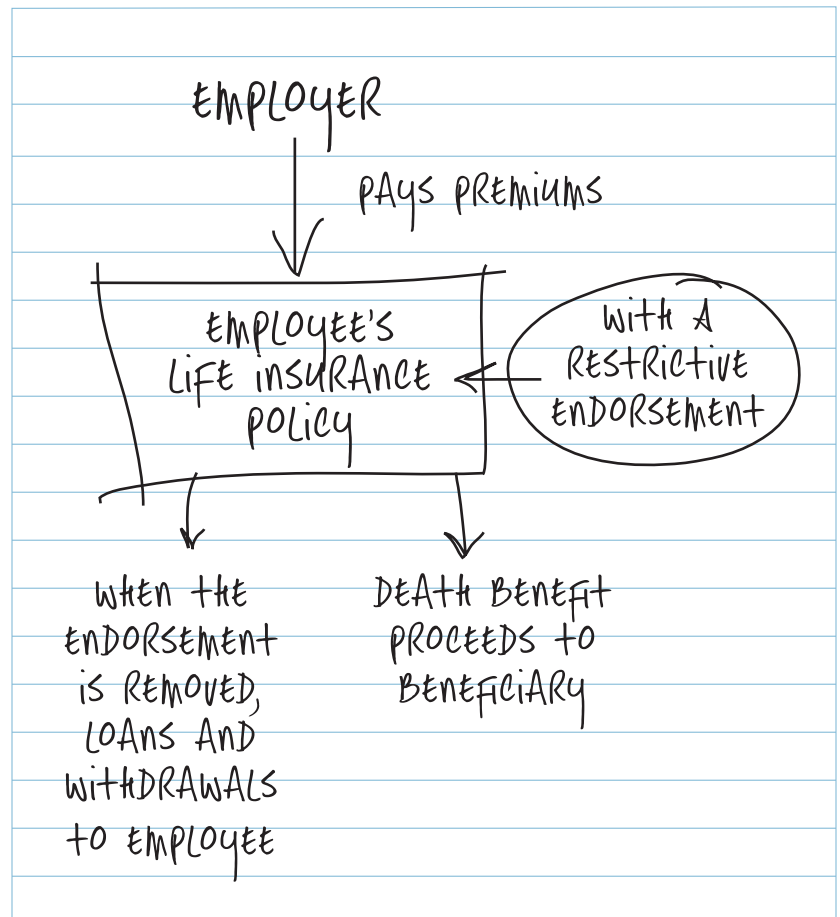 EMPLOYER
PAYS PREMIUMS
EMPLOYEE'S
LIFE INSURANCE
POLICY
WITH A
RESTRICTIVE
ENDORSEMENT
WHEN THE
ENDORSEMENT
IS REMOVED,
LOANS AND
WITHDRAWALS
TO EMPLOYEE
DEATH BENEFIT
PROCEEDS TO
BENEFICIARY